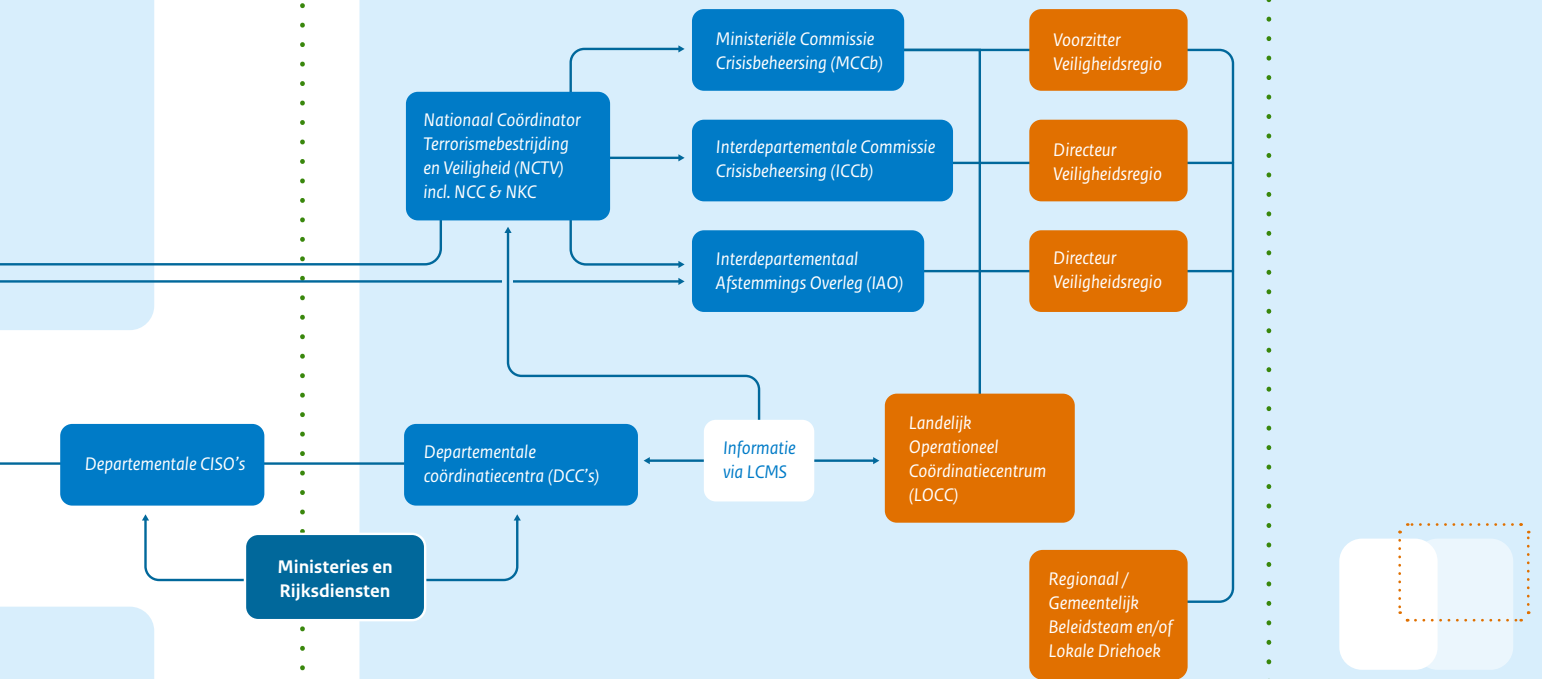 Ministeriële Commissie
Crisisbeheersing (MCCb)
Voorzitter
Veiligheidsregio
Nationaal Coördinator
Terrorismebestrijding
en Veiligheid (NCTV)
incl. NCC & NKC
Interdepartementale Commissie
Crisisbeheersing (ICCb)
Directeur
Veiligheidsregio
Interdepartementaal
Afstemmings Overleg (IAO)
Directeur
Veiligheidsregio
Departementale CISO's
Departementale
coördinatiecentra (DCC's)
Informatie
via LCMS
Landelijk
Operationeel
Coördinatiecentrum
(LOCC)
Ministeries en
Rijksdiensten
Regionaal /
Gemeentelijk
Beleidsteam en/of
Lokale Driehoek